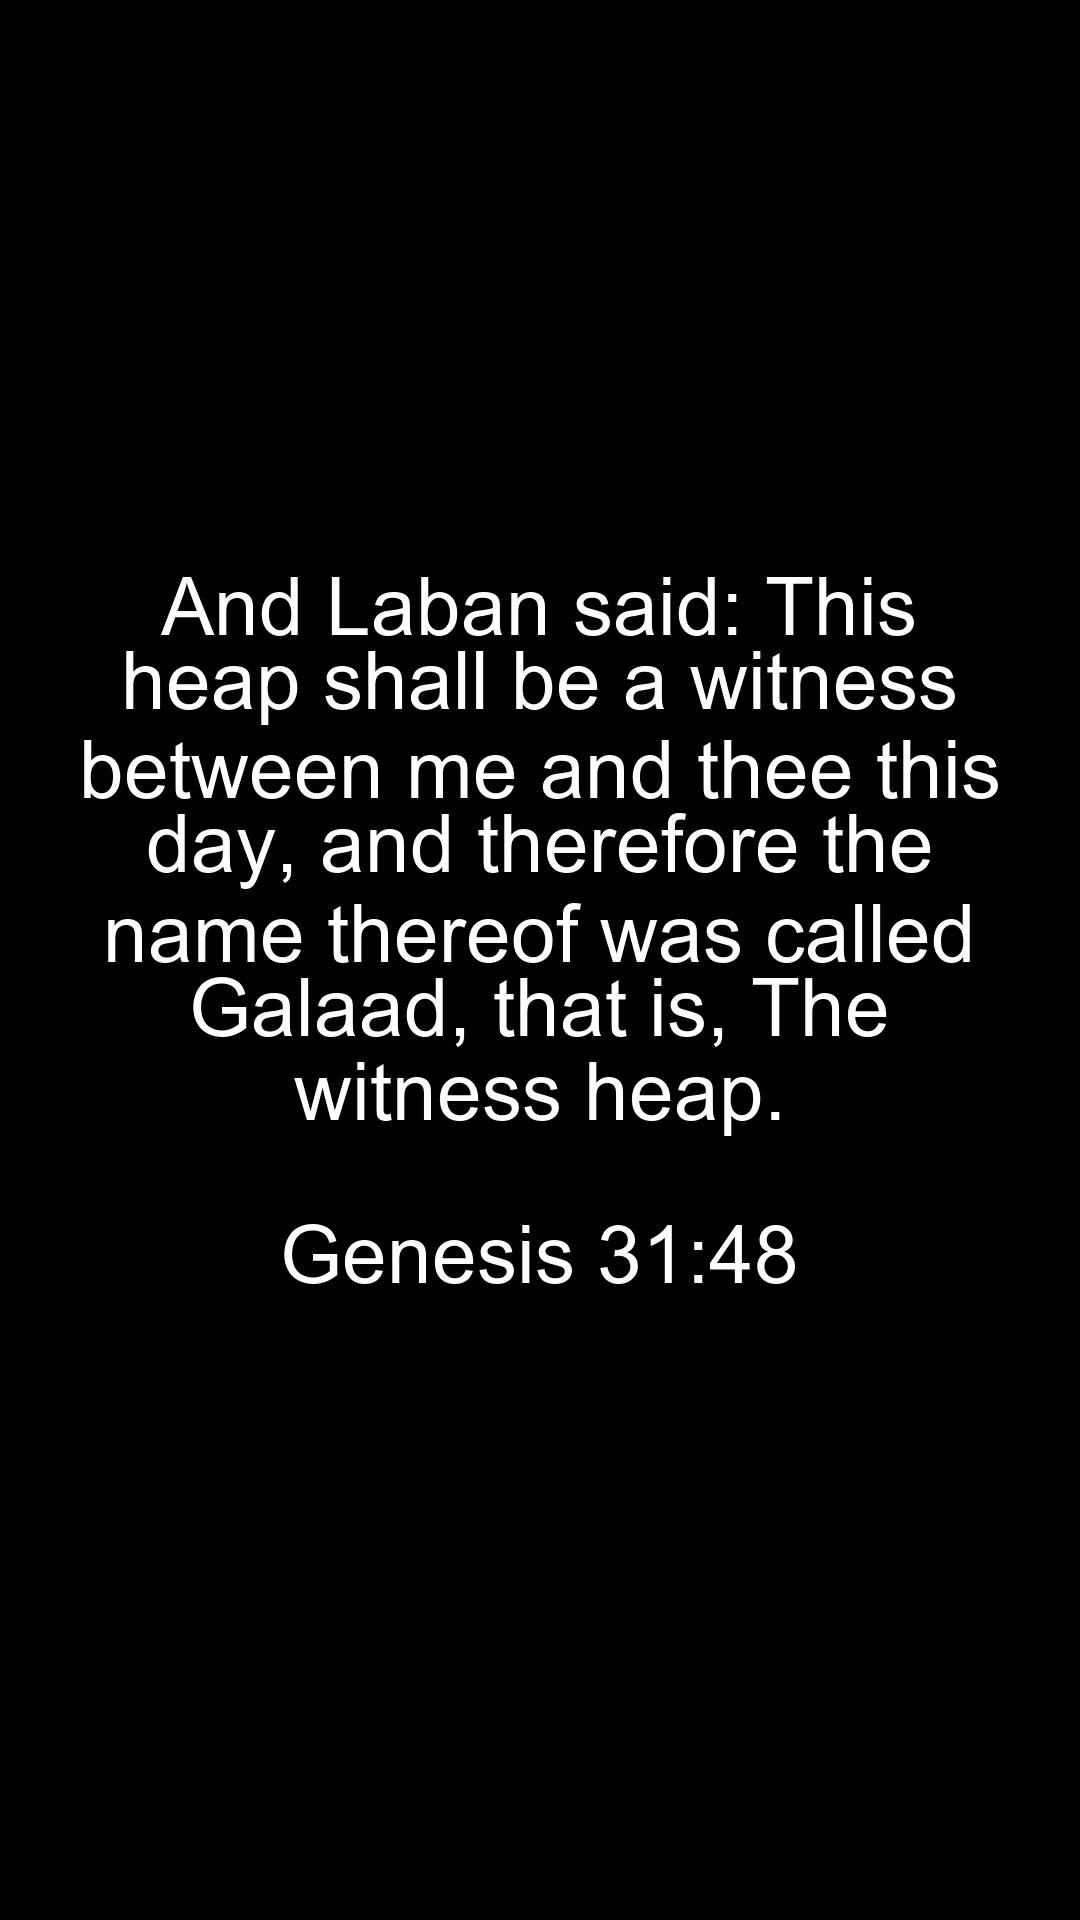 And Laban said: This
heap shall be a witness
between me and thee this
day, and therefore the
name thereof was called
Galaad, that is, The
witness heap.
Genesis 31:48